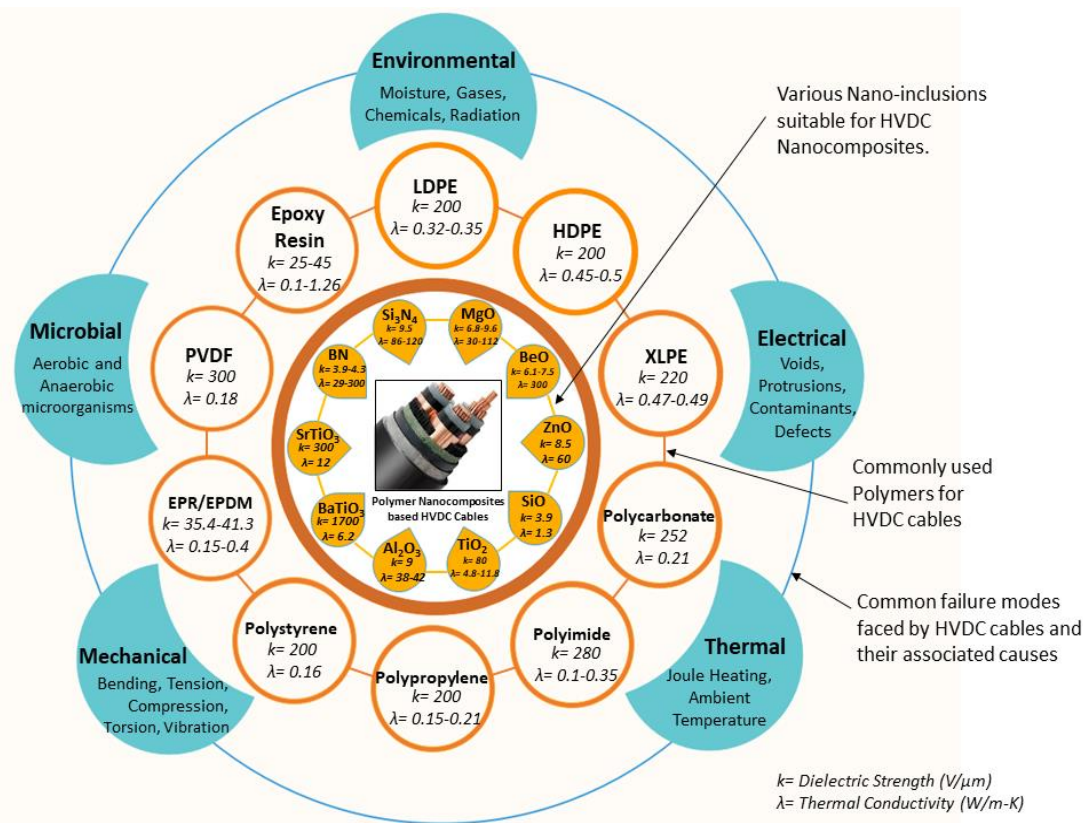 Environmental
Moisture, Gases,
Chemicals, Radiation
Various Nano-inclusions
suitable for HVDC
Nanocomposites.
LDPE
k= 200
λ= 0.32-0.35
Epoxy
Resin
k= 25-45
λ= 0.1-1.26
HDPE
k= 200
λ= 0.45-0.5
Microbial
Aerobic and
Anaerobic
microorganisms
PVDF
k= 300
λ= 0.18
XLPE
k= 220
λ= 0.47-0.49
Electrical
Voids,
Protrusions,
Contaminants,
Defects
Si₃N₄
k= 9.5
λ= 86-120
MgO
k= 6.8-9.6
λ= 30-112
BN
k= 3.9-4.3
λ= 29-300
BeO
k= 6.1-7.5
λ= 300
SrTiO₃
k= 300
λ= 12
ZnO
k= 8.5
λ= 60
Polymer Nanocomposites
based HVDC Cables
BaTiO₃
k= 1700
λ= 6.2
SiO
k= 3.9
λ= 1.3
Al₂O₃
k= 9
λ= 38-42
TiO₂
k= 80
λ= 4.8-11.8
Commonly used
Polymers for
HVDC cables
EPR/EPDM
k= 35.4-41.3
λ= 0.15-0.4
Polycarbonate
k= 252
λ= 0.21
Common failure modes
faced by HVDC cables and
their associated causes
Mechanical
Bending, Tension,
Compression,
Torsion, Vibration
Polystyrene
k= 200
λ= 0.16
Polypropylene
k= 200
λ= 0.15-0.21
Polyimide
k= 280
λ= 0.1-0.35
Thermal
Joule Heating,
Ambient
Temperature
k= Dielectric Strength (V/μm)
λ= Thermal Conductivity (W/m-K)